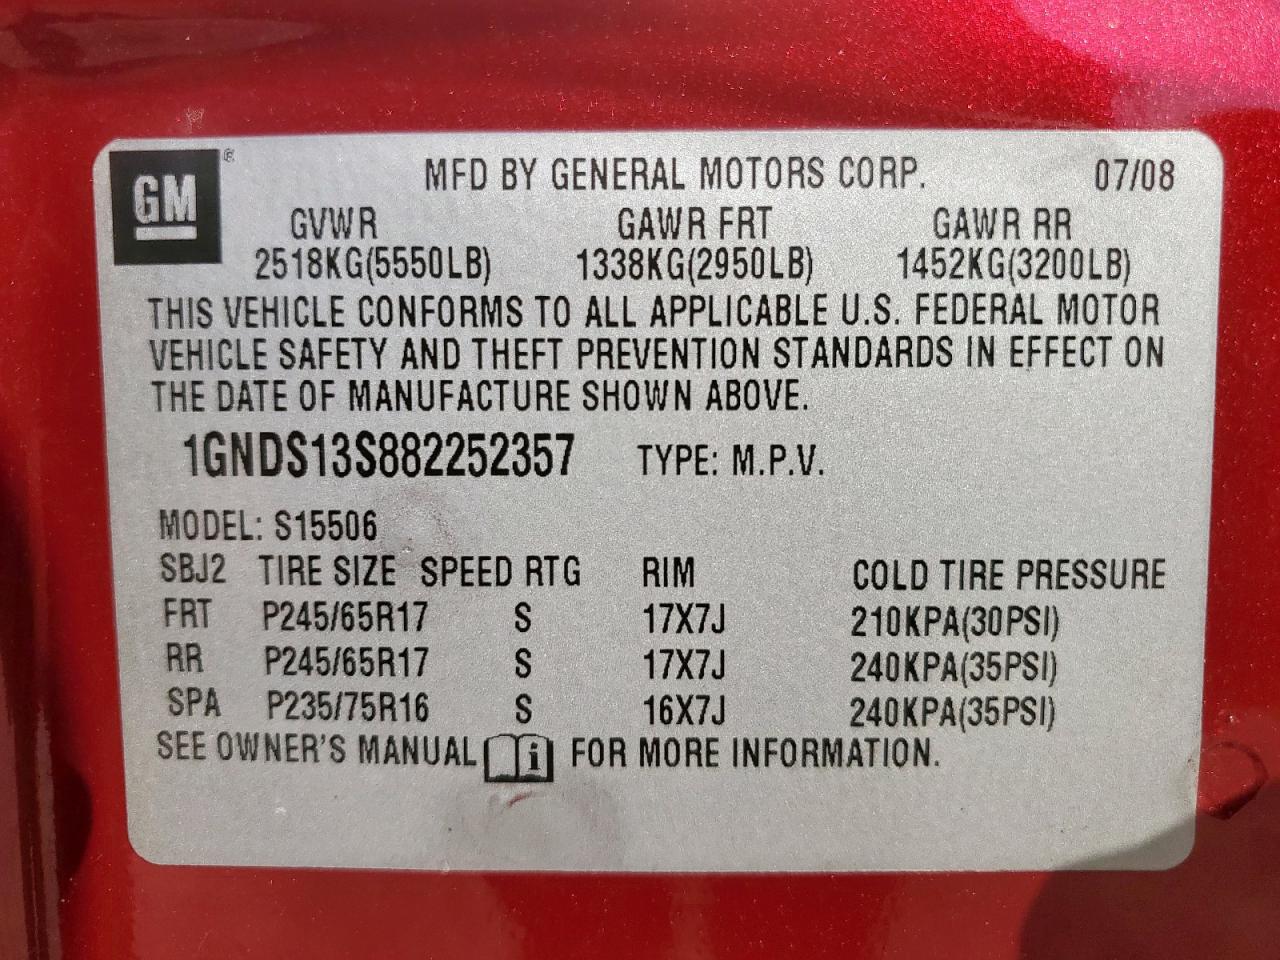 GM®
MFD BY GENERAL MOTORS CORP. 07/08
GVWR GAWR FRT GAWR RR
2518KG(5550LB) 1338KG(2950LB) 1452KG(3200LB)
THIS VEHICLE CONFORMS TO ALL APPLICABLE U.S. FEDERAL MOTOR
VEHICLE SAFETY AND THEFT PREVENTION STANDARDS IN EFFECT ON
THE DATE OF MANUFACTURE SHOWN ABOVE.
1GNDS13S882252357 TYPE: M.P.V.
MODEL: S15506
SBJ2 TIRE SIZE SPEED RTG RIM COLD TIRE PRESSURE
FRT P245/65R17 S 17X7J 210KPA(30PSI)
RR P245/65R17 S 17X7J 240KPA(35PSI)
SPA P235/75R16 S 16X7J 240KPA(35PSI)
SEE OWNER'S MANUAL i FOR MORE INFORMATION.